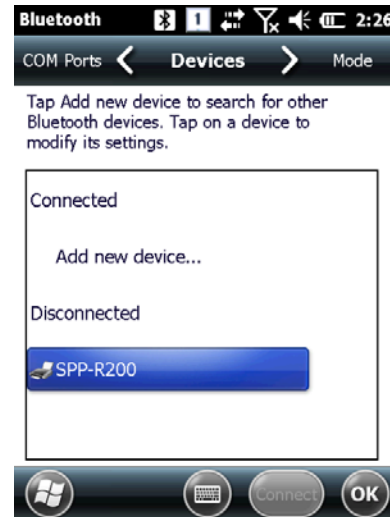 Bluetooth 1 2:26
COM Ports Devices Mode
Tap Add new device to search for other
Bluetooth devices. Tap on a device to
modify its settings.
Connected
Add new device...
Disconnected
SPP-R200
Connect OK